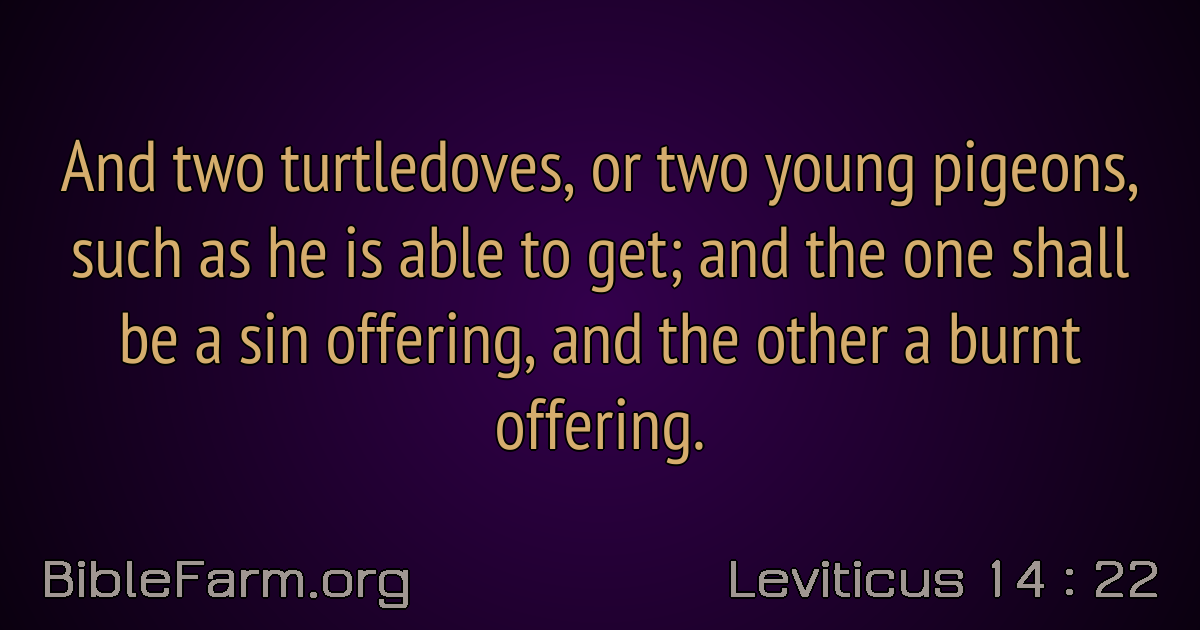 And two turtledoves, or two young pigeons,
such as he is able to get; and the one shall
be a sin offering, and the other a burnt
offering.
BibleFarm.org
Leviticus 14 : 22